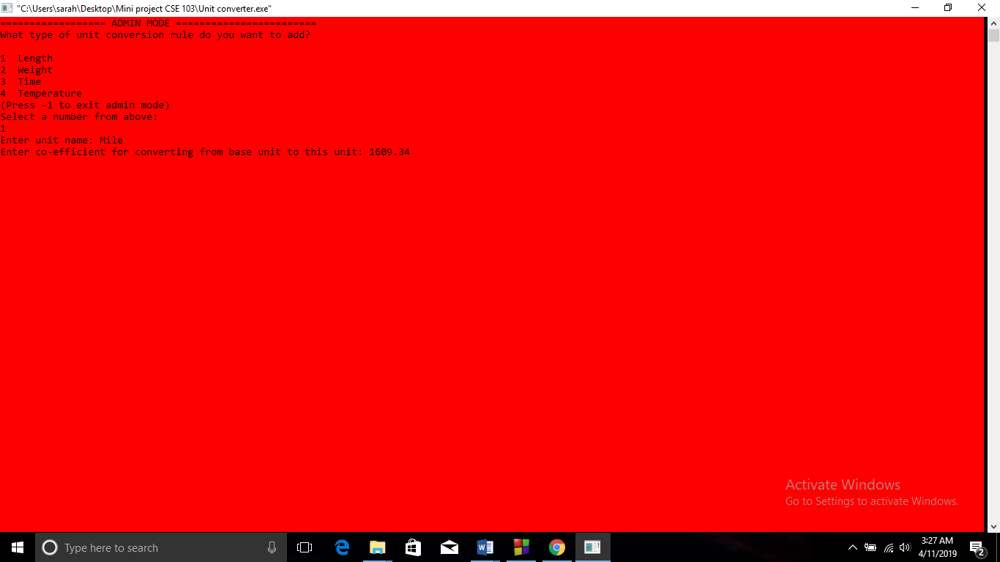 "C:\Users\sarah\Desktop\Mini project CSE 103\Unit converter.exe"
================== ADMIN MODE ========================
What type of unit conversion rule do you want to add?
1  Length
2  Weight
3  Time
4  Temperature
(Press -1 to exit admin mode)
Select a number from above:
1
Enter unit name: Mile
Enter co-efficient for converting from base unit to this unit: 1609.34
Activate Windows
Go to Settings to activate Windows.
Type here to search
3:27 AM
4/11/2019
2